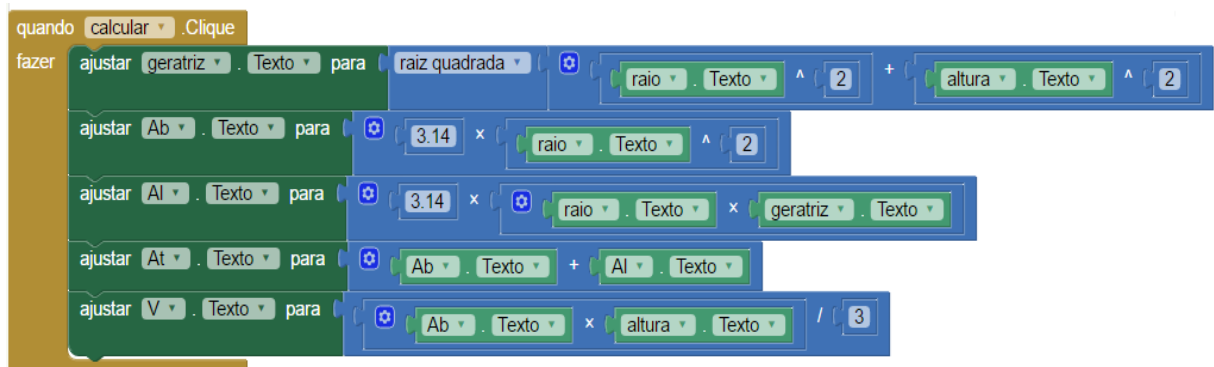 quando calcular .Clique
fazer ajustar geratriz . Texto para raiz quadrada raio . Texto ^ 2 + altura . Texto ^ 2
ajustar Ab . Texto para 3.14 × raio . Texto ^ 2
ajustar Al . Texto para 3.14 × raio . Texto × geratriz . Texto
ajustar At . Texto para Ab . Texto + Al . Texto
ajustar V . Texto para Ab . Texto × altura . Texto / 3